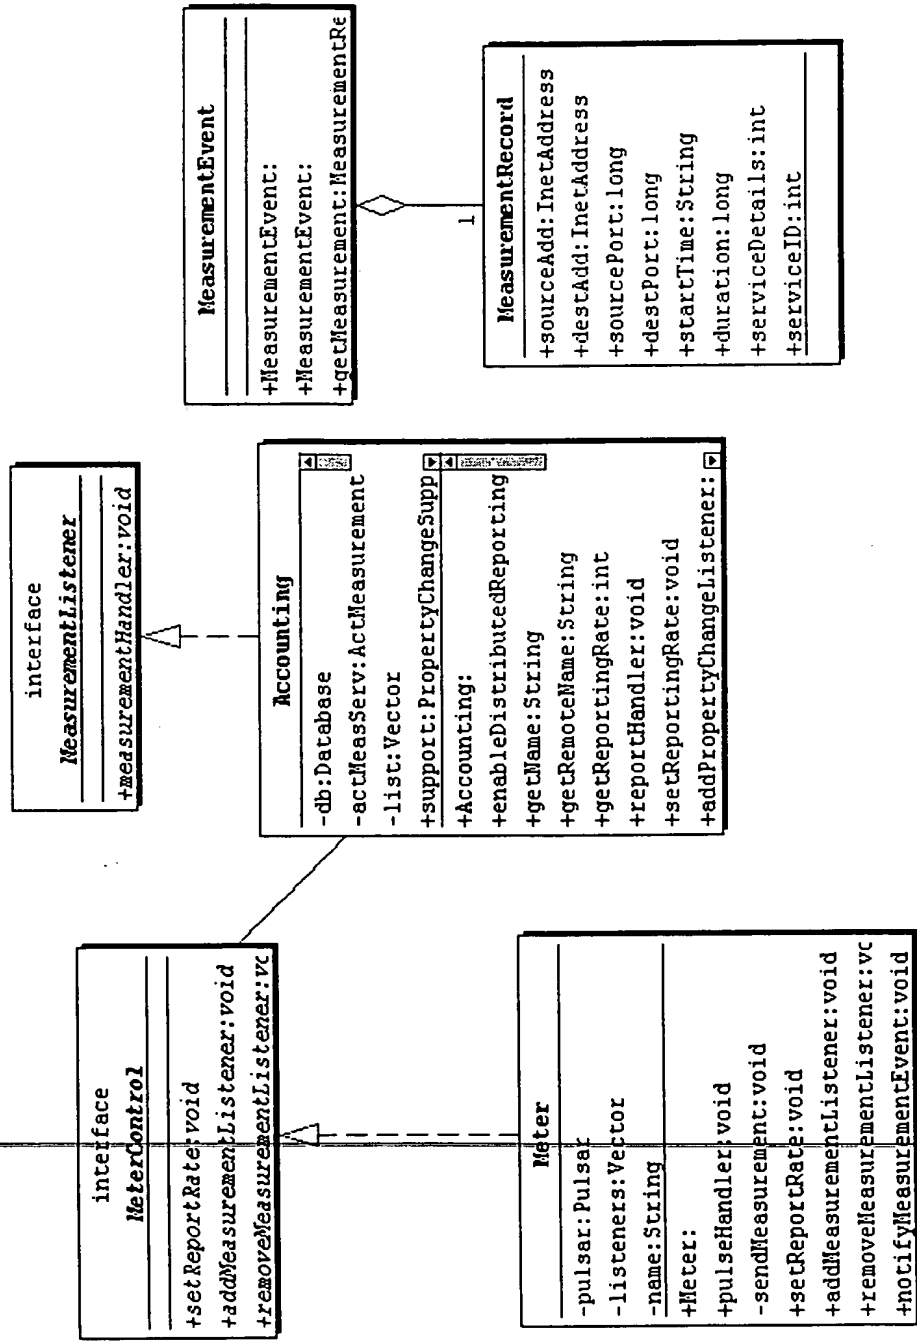 interface
MeterControl
+setReportRate:void
+addMeasurementListener:void
+removeMeasurementListener:vc
Meter
-pulsar:Pulsar
-listeners:Vector
-name:String
+Meter:
+pulseHandler:void
-sendMeasurement:void
+setReportRate:void
+addMeasurementListener:void
+removeMeasurementListener:vc
+notifyMeasurementEvent:void
interface
MeasurementListener
+measurementHandler:void
Accounting
-db:Database
-actMeasServ:ActMeasurement
-list:Vector
+support:PropertyChangeSupp
+Accounting:
+enableDistributedReporting
+getName:String
+getRemoteName:String
+getReportingRate:int
+reportHandler:void
+setReportingRate:void
+addPropertyChangeListener:
MeasurementEvent
+MeasurementEvent:
+MeasurementEvent:
+getMeasurement:MeasurementRe
1
MeasurementRecord
+sourceAdd:InetAddress
+destAdd:InetAddress
+sourcePort:long
+destPort:long
+startTime:String
+duration:long
+serviceDetails:int
+serviceID:int